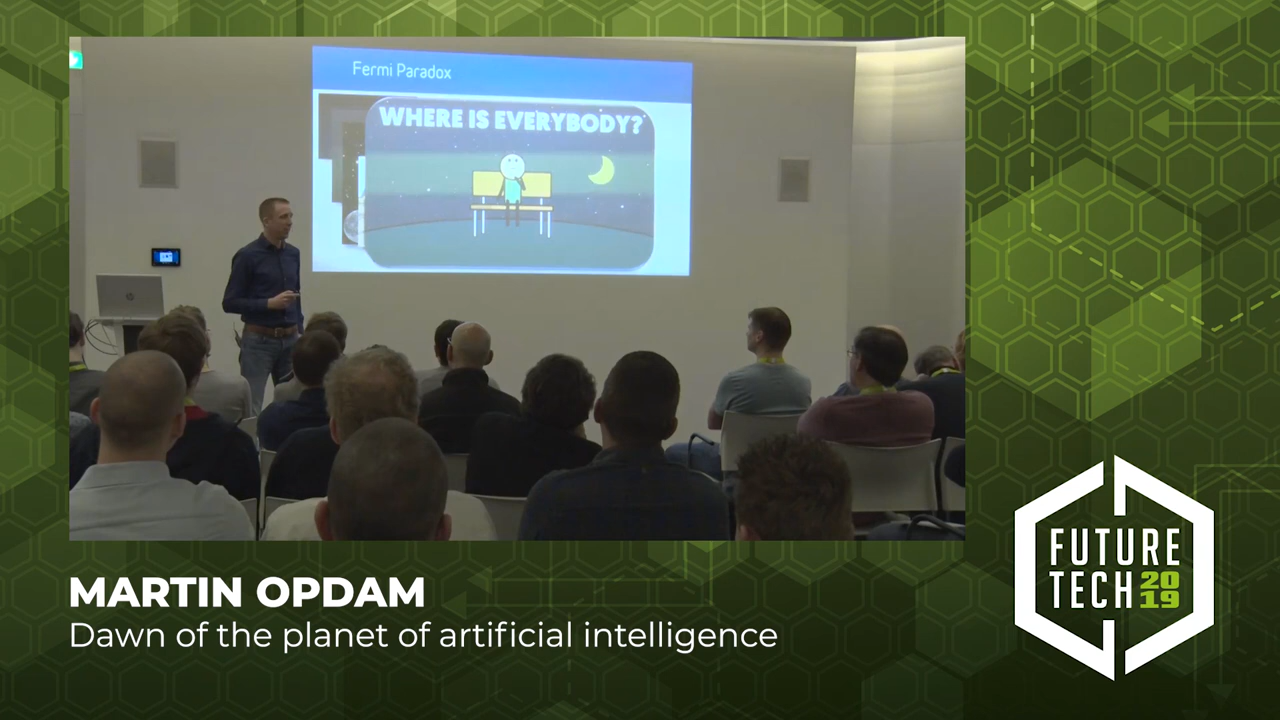 Fermi Paradox
WHERE IS EVERYBODY?
MARTIN OPDAM
Dawn of the planet of artificial intelligence
FUTURE
TECH 20
19